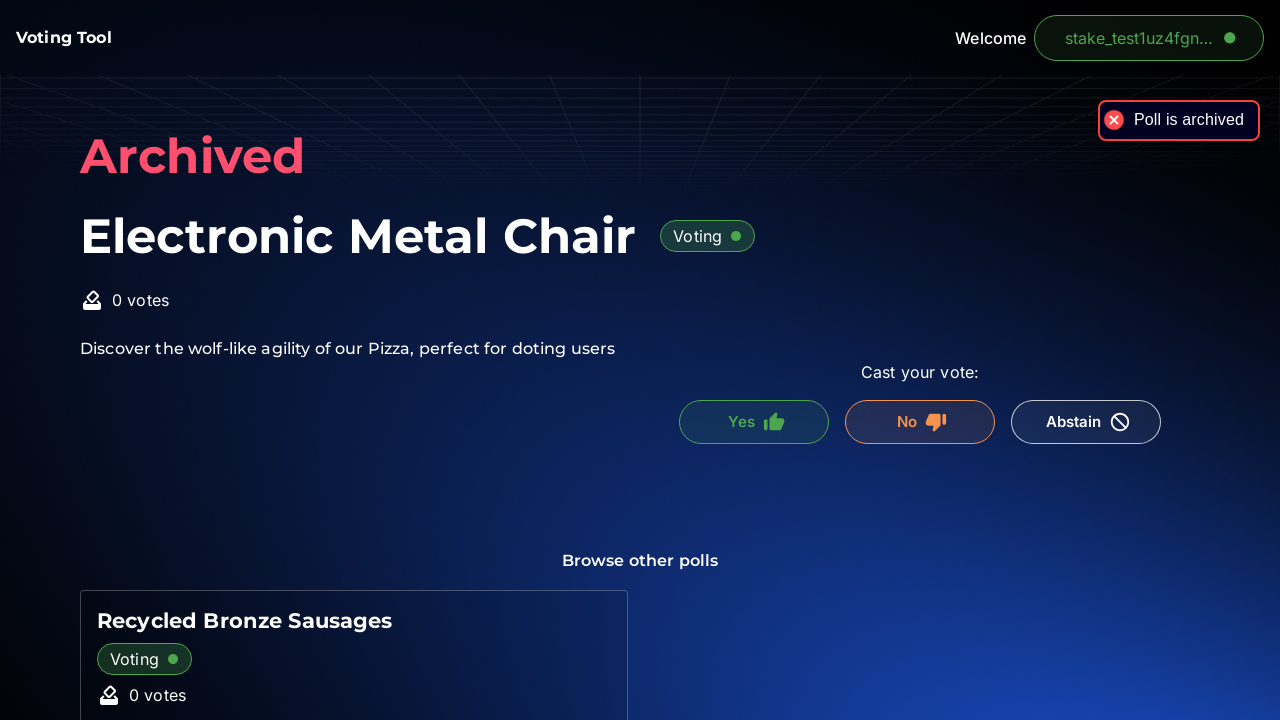 Voting Tool
Welcome
stake_test1uz4fgn...
Poll is archived
Archived
Electronic Metal Chair
Voting
0 votes
Discover the wolf-like agility of our Pizza, perfect for doting users
Cast your vote:
Yes
No
Abstain
Browse other polls
Recycled Bronze Sausages
Voting
0 votes